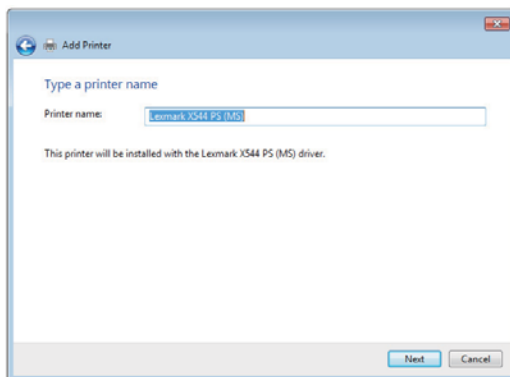 Add Printer
Type a printer name
Printer name: Lexmark X544 PS (MS)
This printer will be installed with the Lexmark X544 PS (MS) driver.
Next Cancel